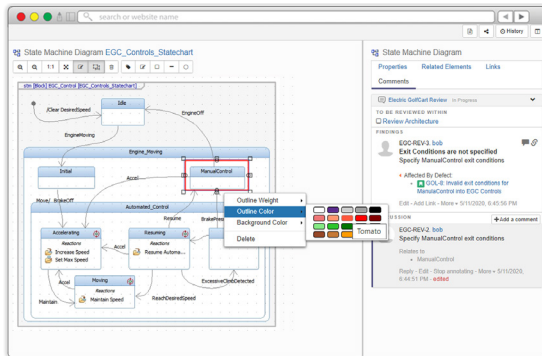 search or website name
History
State Machine Diagram EGC_Controls_Statechart
1:1
stm [Block] EGC_Control [EGC_Controls_Statechart]
Idle
/Clear DesiredSpeed
EngineOff
EngineMoving
Engine_Moving
Initial
ManualControl
Accel
Move/_BrakeOff
Automated_Control
Resume
BrakePress
Accelerating
Reactions
Increase Speed
Set Max Speed
Accel
Resuming
Reactions
Resume Automa...
Accel
Moving
Reactions
Maintain Speed
Maintain
ReachDesiredSpeed
ExcessiveClimbDetected
Outline Weight
Outline Color
Background Color
Delete
Tomato
State Machine Diagram
Properties
Related Elements
Links
Comments
Electric GolfCart Review In Progress
TO BE REVIEWED WITHIN
Review Architecture
FINDINGS
EGC-REV-3, bob
Exit Conditions are not specified
Specify ManualControl exit conditions
Affected By Defect:
GOL-8: Invalid exit conditions for
ManualControl into EGC Controls
Edit - Add Link - More • 5/11/2020, 6:45:56 PM
USSION
+Add a comment
EGC-REV-2, bob
Specify ManualControl exit conditions
Relates to
ManualControl
Reply - Edit - Stop annotating - More • 5/11/2020,
6:44:51 PM - edited